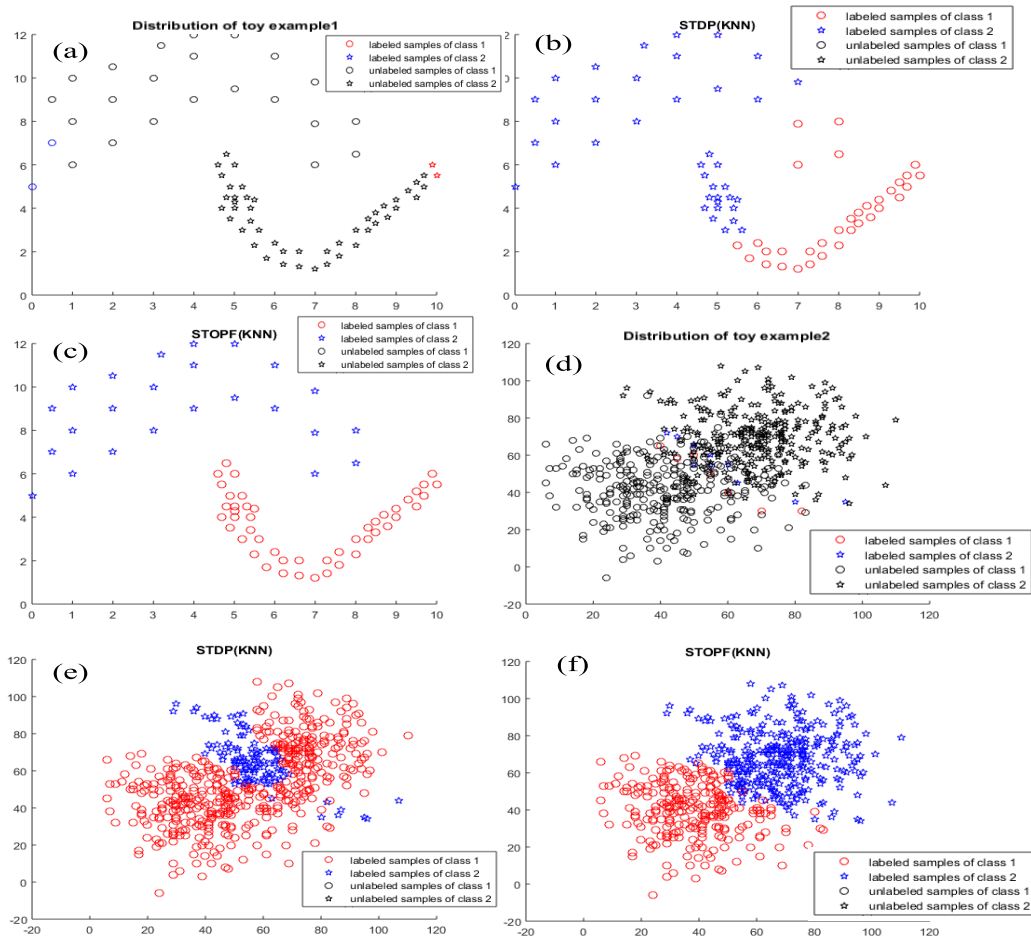 Distribution of toy example1
(a)
labeled samples of class 1
labeled samples of class 2
unlabeled samples of class 1
unlabeled samples of class 2
12
10
8
6
4
2
0
0 1 2 3 4 5 6 7 8 9 10
STDP(KNN)
(b)
labeled samples of class 1
labeled samples of class 2
unlabeled samples of class 1
unlabeled samples of class 2
10
8
6
4
2
0
0 1 2 3 4 5 6 7 8 9 10
STOPF(KNN)
(c)
labeled samples of class 1
labeled samples of class 2
unlabeled samples of class 1
unlabeled samples of class 2
12
10
8
6
4
2
0
0 1 2 3 4 5 6 7 8 9 10
Distribution of toy example2
(d)
120
100
80
60
40
20
0
-20
0 20 40 60 80 100 120
labeled samples of class 1
labeled samples of class 2
unlabeled samples of class 1
unlabeled samples of class 2
STDP(KNN)
(e)
120
100
80
60
40
20
0
-20
-20 0 20 40 60 80 100 120
labeled samples of class 1
labeled samples of class 2
unlabeled samples of class 1
unlabeled samples of class 2
STOPF(KNN)
(f)
120
100
80
60
40
20
0
-20
-20 0 20 40 60 80 100 120
labeled samples of class 1
labeled samples of class 2
unlabeled samples of class 1
unlabeled samples of class 2